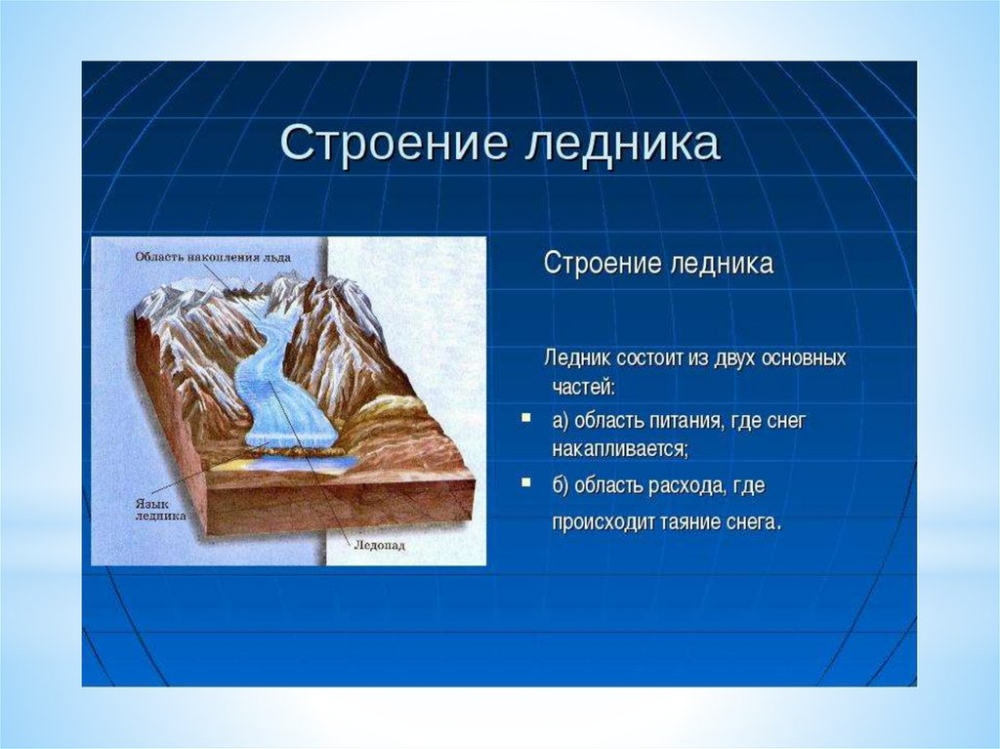 Строение ледника
Область накопления льда
Язык
ледника
Ледопад
Строение ледника
Ледник состоит из двух основных
частей:
а) область питания, где снег
накапливается;
б) область расхода, где
происходит таяние снега.